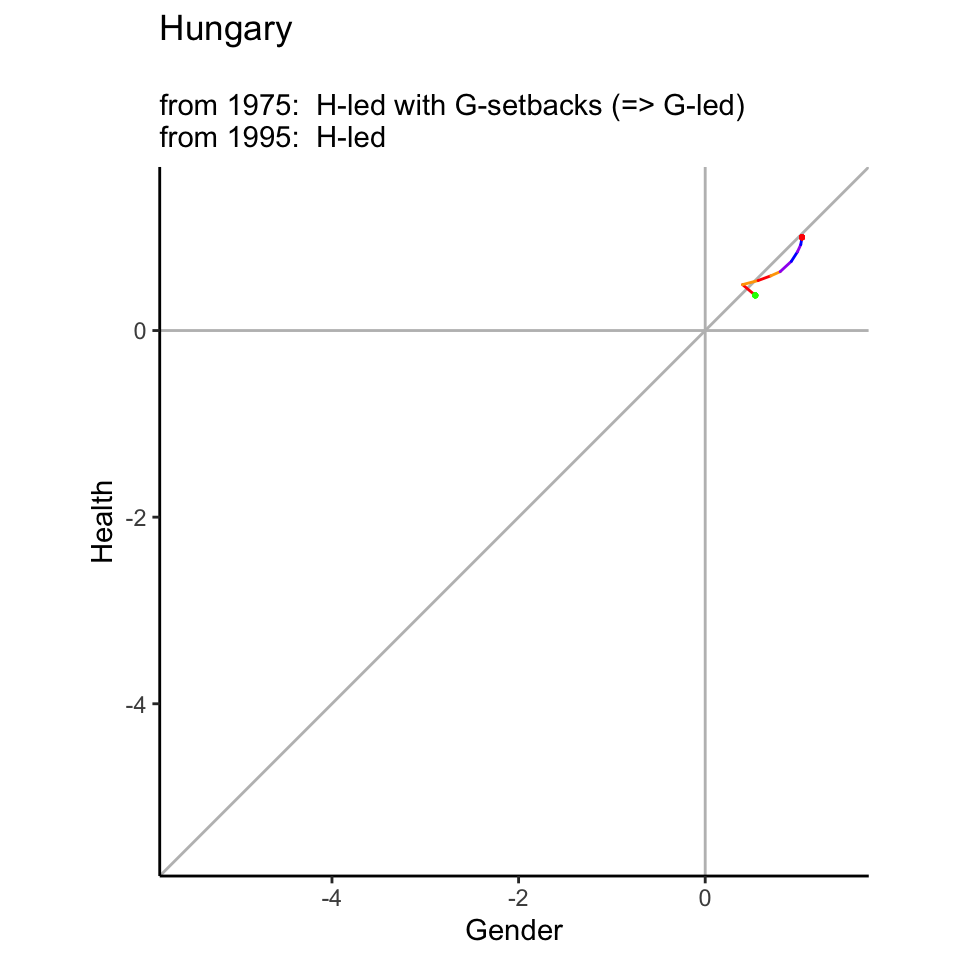 Hungary
from 1975:  H-led with G-setbacks (=> G-led)
from 1995:  H-led
0
-2
-4
Health
-4
-2
0
Gender